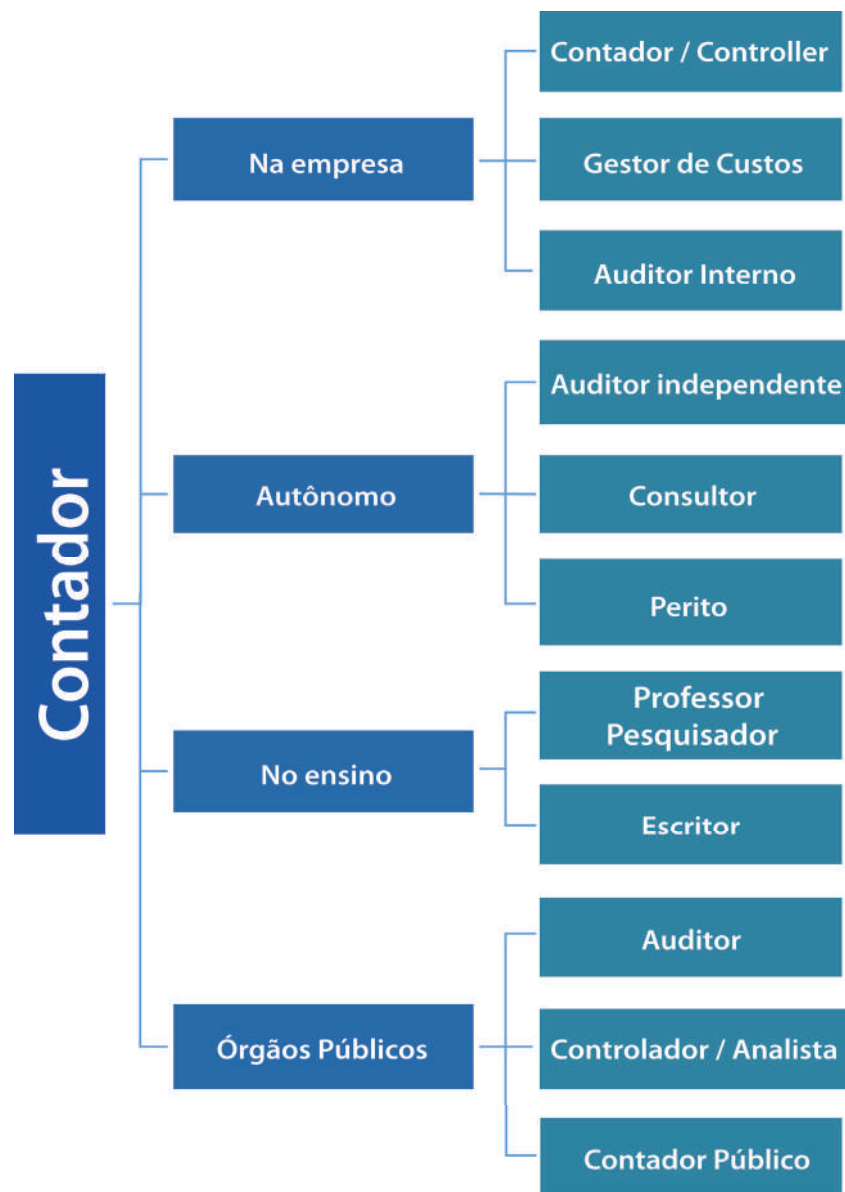 Contador
Na empresa
Contador / Controller
Gestor de Custos
Auditor Interno
Autônomo
Auditor independente
Consultor
Perito
No ensino
Professor
Pesquisador
Escritor
Órgãos Públicos
Auditor
Controlador / Analista
Contador Público